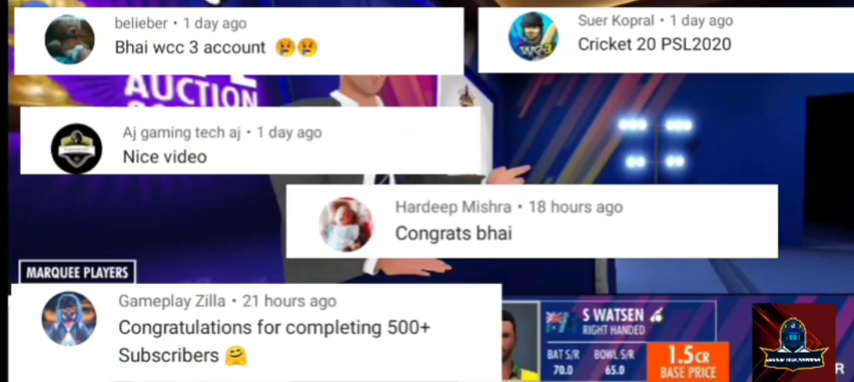 belieber • 1 day ago
Bhai wcc 3 account 😢😢
Suer Kopral • 1 day ago
Cricket 20 PSL2020
AUCTION
Aj gaming tech aj • 1 day ago
Nice video
Hardeep Mishra • 18 hours ago
Congrats bhai
MARQUEE PLAYERS
Gameplay Zilla • 21 hours ago
Congratulations for completing 500+
Subscribers 🤗
S WATSEN
RIGHT HANDED
BAT S/R BOWL S/R
70.0 65.0
1.5CR
BASE PRICE
R